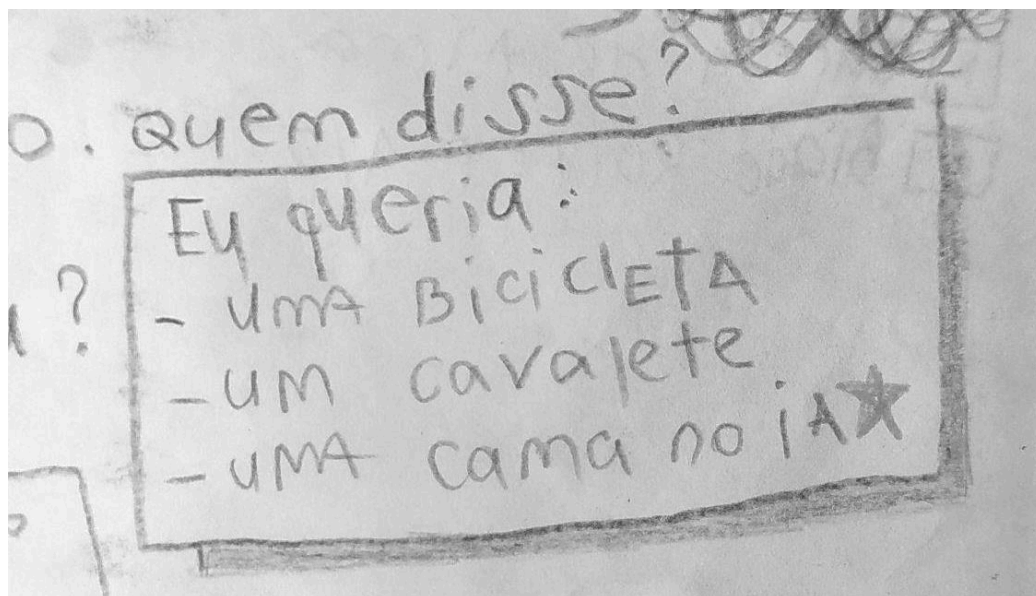 o. Quem disse?
Eu queria:
- UMA BiciclETA
? - UM cavalete
- UMA cama no iA